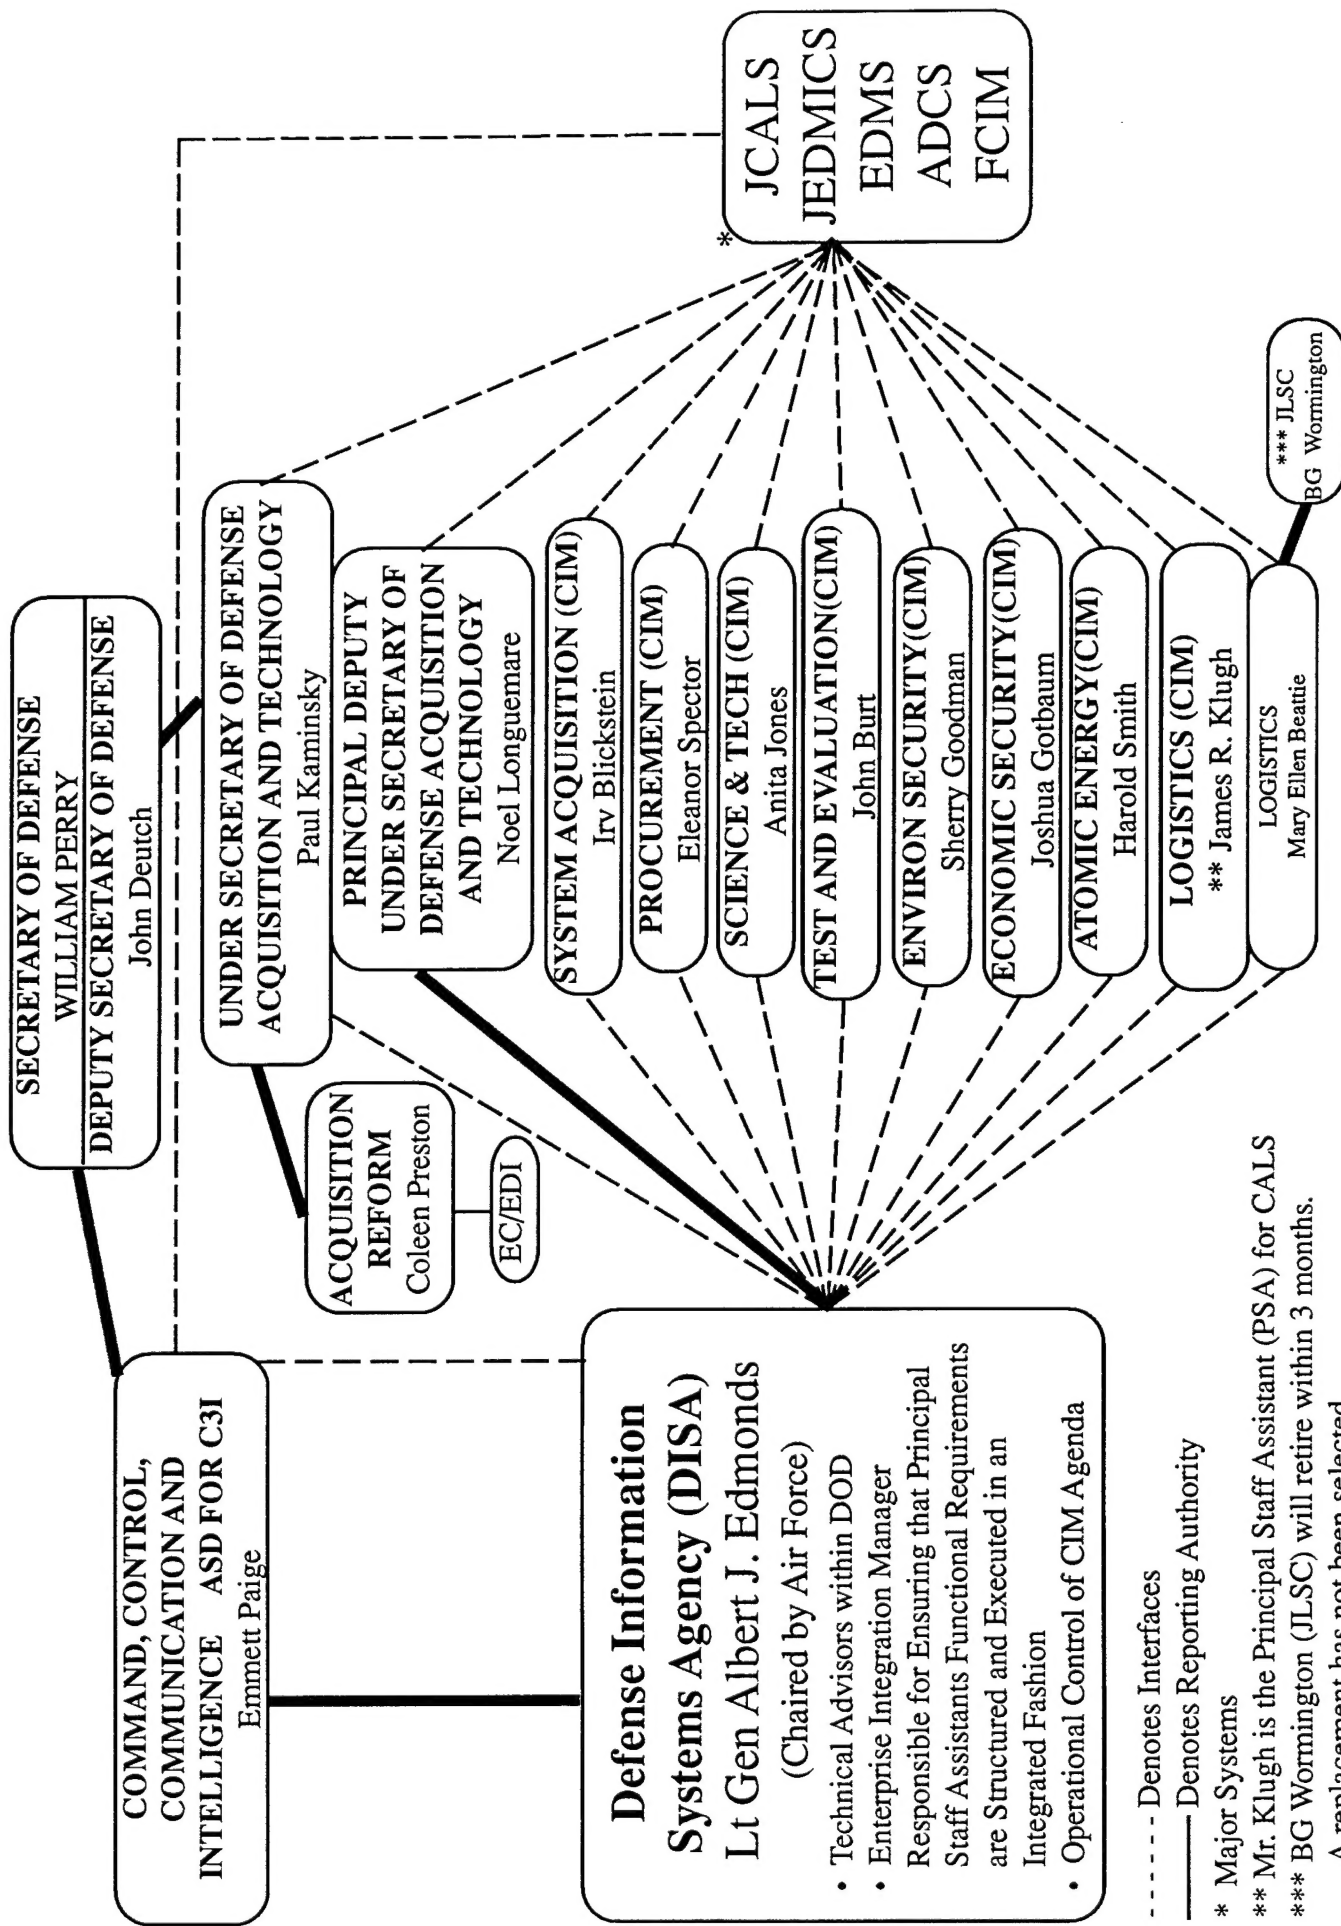 SECRETARY OF DEFENSE
WILLIAM PERRY
DEPUTY SECRETARY OF DEFENSE
John Deutch
COMMAND, CONTROL,
COMMUNICATION AND
INTELLIGENCE ASD FOR C3I
Emmett Paige
UNDER SECRETARY OF DEFENSE
ACQUISITION AND TECHNOLOGY
Paul Kaminsky
ACQUISITION
REFORM
Coleen Preston
EC/EDI
PRINCIPAL DEPUTY
UNDER SECRETARY OF
DEFENSE ACQUISITION
AND TECHNOLOGY
Noel Longuemare
SYSTEM ACQUISITION (CIM)
Irv Blickstein
PROCUREMENT (CIM)
Eleanor Spector
SCIENCE & TECH (CIM)
Anita Jones
TEST AND EVALUATION(CIM)
John Burt
ENVIRON SECURITY(CIM)
Sherry Goodman
ECONOMIC SECURITY(CIM)
Joshua Gotbaum
ATOMIC ENERGY(CIM)
Harold Smith
LOGISTICS (CIM)
** James R. Klugh
LOGISTICS
Mary Ellen Beattie
*** JLSC
BG Wormington
*
JCALS
JEDMICS
EDMS
ADCS
FCIM
Defense Information
Systems Agency (DISA)
Lt Gen Albert J. Edmonds
(Chaired by Air Force)
• Technical Advisors within DOD
• Enterprise Integration Manager
Responsible for Ensuring that Principal
Staff Assistants Functional Requirements
are Structured and Executed in an
Integrated Fashion
• Operational Control of CIM Agenda
----- Denotes Interfaces
Denotes Reporting Authority
* Major Systems
** Mr. Klugh is the Principal Staff Assistant (PSA) for CALS
*** BG Wormington (JLSC) will retire within 3 months.
A replacement has not been selected